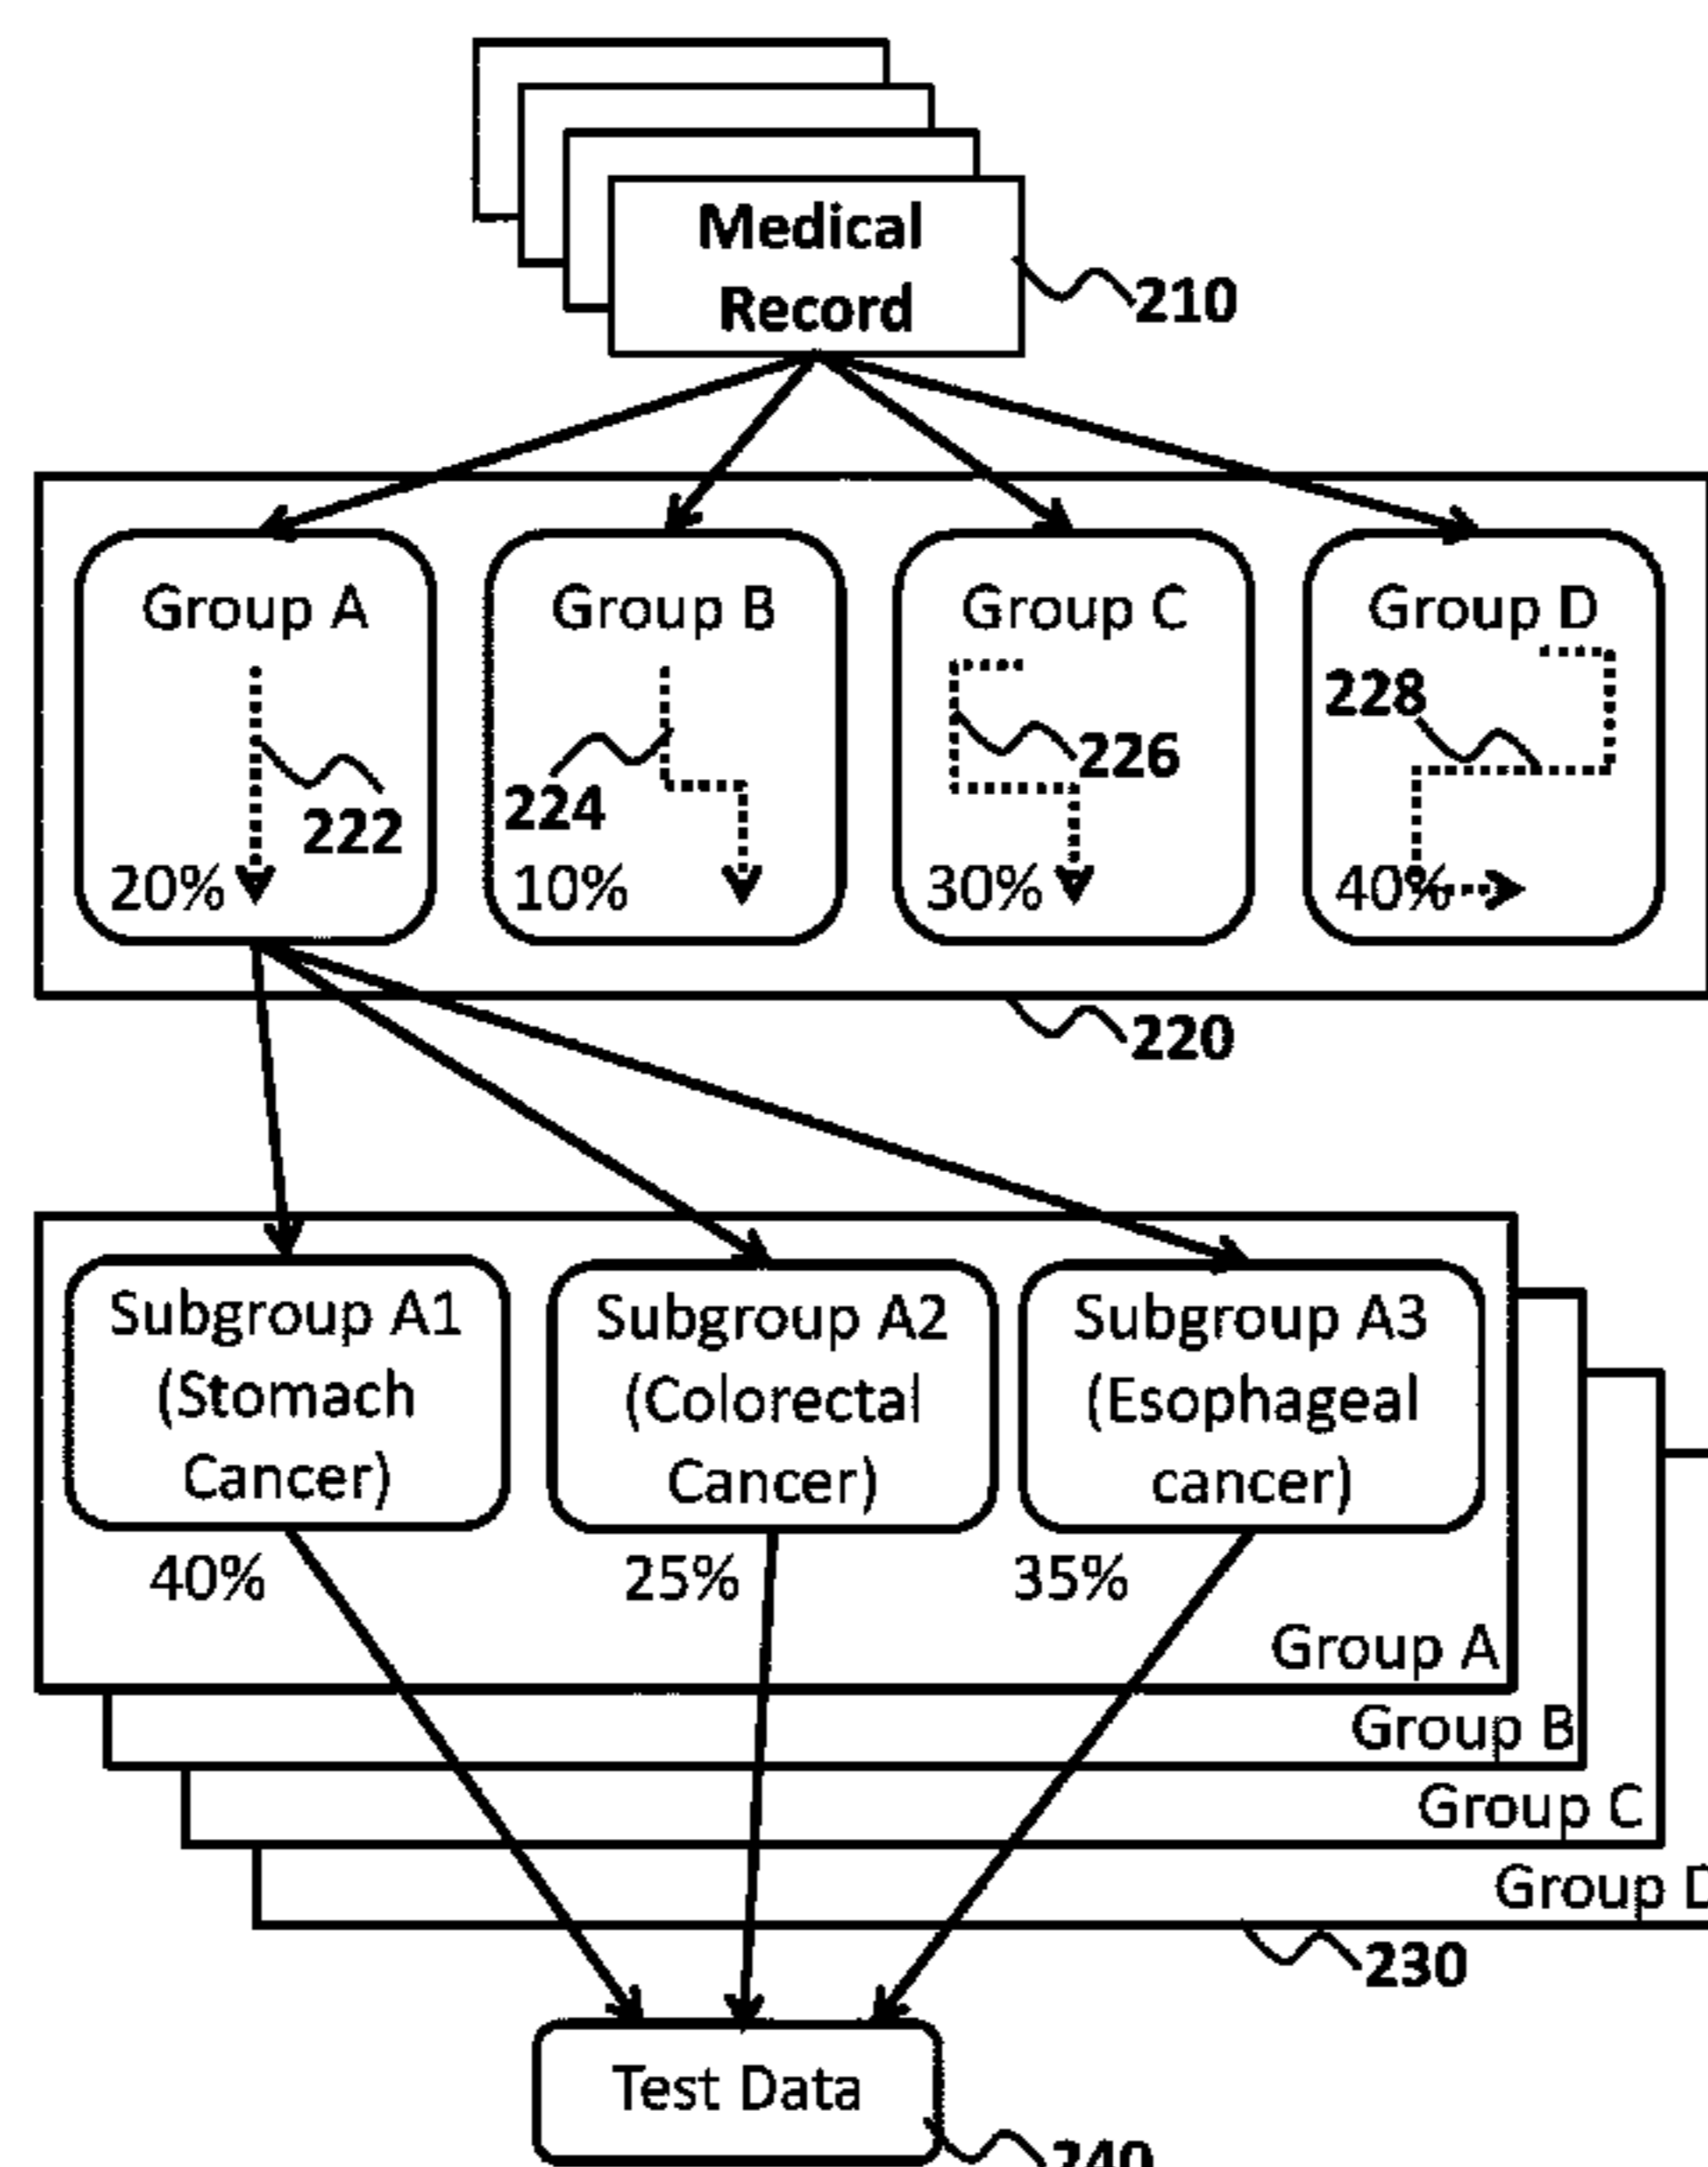 Medical
Record
210
Group A
Group B
Group C
Group D
228
226
224
222
20%
10%
30%
40%
220
Subgroup A1
(Stomach
Cancer)
Subgroup A2
(Colorectal
Cancer)
Subgroup A3
(Esophageal
cancer)
40%
25%
35%
Group A
Group B
Group C
Group D
230
Test Data
240